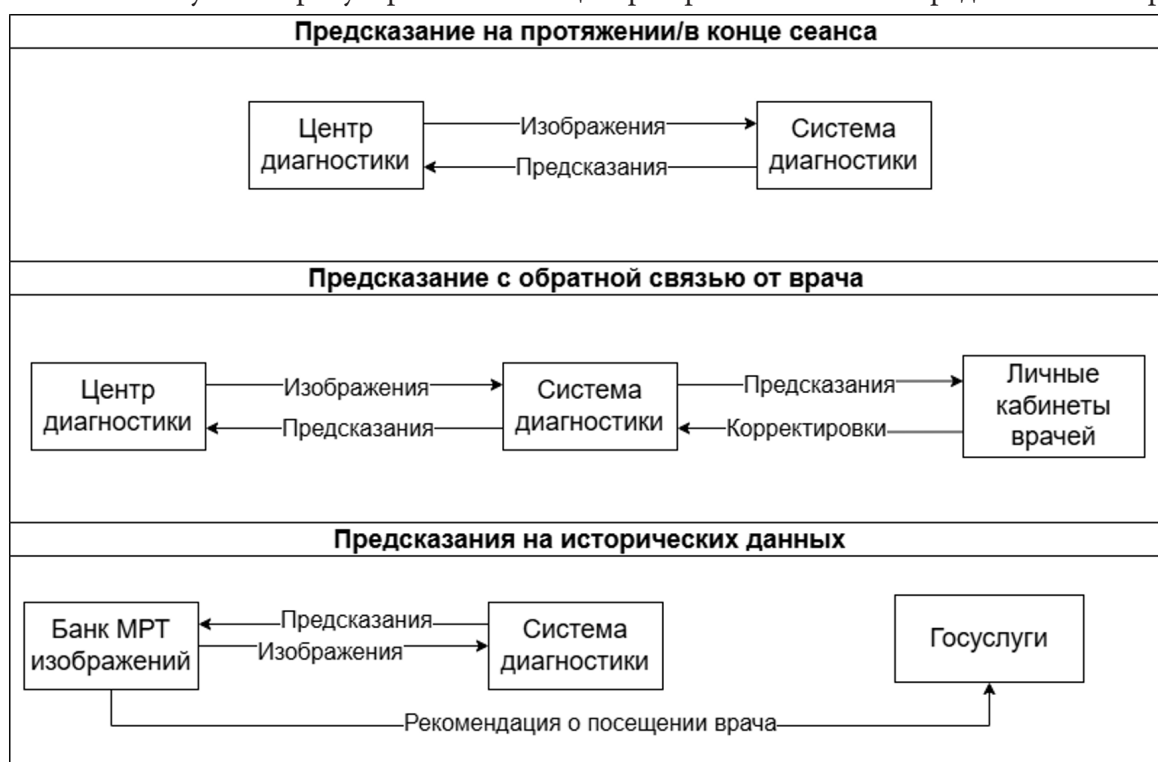 Предсказание на протяжении/в конце сеанса
Центр
диагностики
Изображения
Предсказания
Система
диагностики
Предсказание с обратной связью от врача
Центр
диагностики
Изображения
Предсказания
Система
диагностики
Предсказания
Корректировки
Личные
кабинеты
врачей
Предсказания на исторических данных
Банк МРТ
изображений
Предсказания
Изображения
Система
диагностики
Госуслуги
Рекомендация о посещении врача